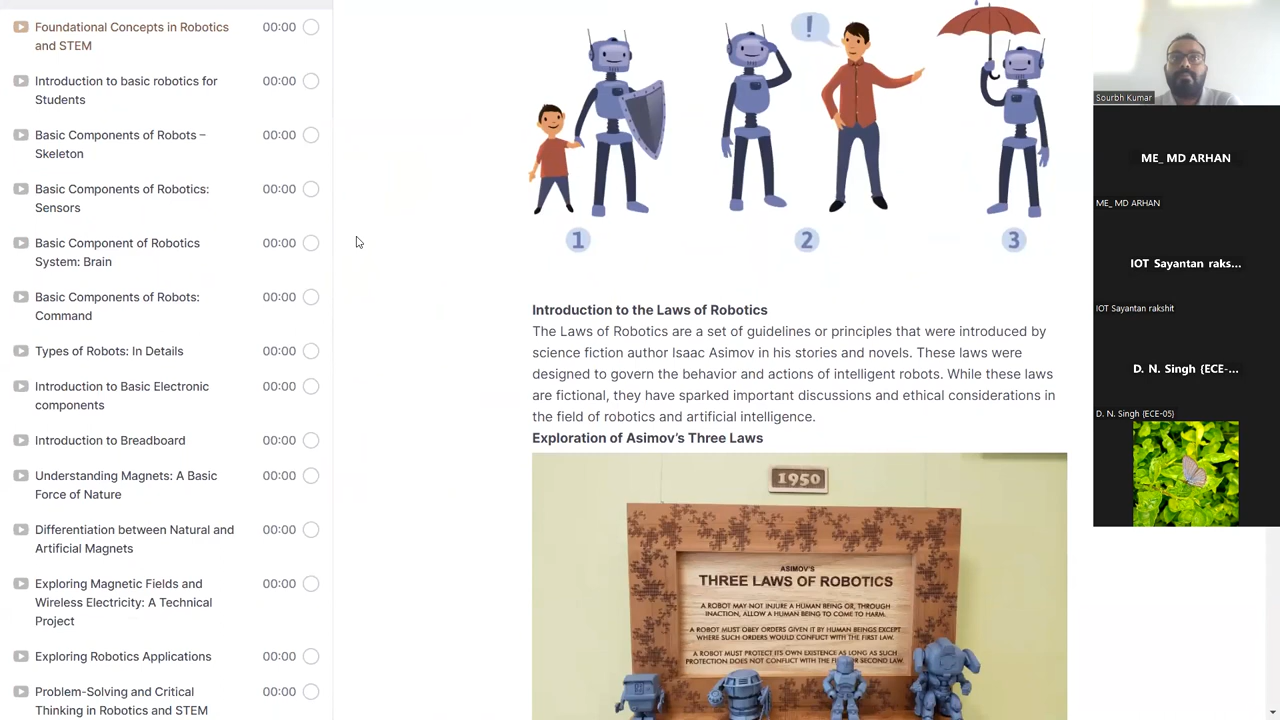 Foundational Concepts in Robotics
and STEM
00:00
Introduction to basic robotics for
Students
00:00
Basic Components of Robots –
Skeleton
00:00
Basic Components of Robotics:
Sensors
00:00
Basic Component of Robotics
System: Brain
00:00
Basic Components of Robots:
Command
00:00
Types of Robots: In Details
00:00
Introduction to Basic Electronic
components
00:00
Introduction to Breadboard
00:00
Understanding Magnets: A Basic
Force of Nature
00:00
Differentiation between Natural and
Artificial Magnets
00:00
Exploring Magnetic Fields and
Wireless Electricity: A Technical
Project
00:00
Exploring Robotics Applications
00:00
Problem-Solving and Critical
Thinking in Robotics and STEM
00:00
!
1
2
3
Introduction to the Laws of Robotics
The Laws of Robotics are a set of guidelines or principles that were introduced by
science fiction author Isaac Asimov in his stories and novels. These laws were
designed to govern the behavior and actions of intelligent robots. While these laws
are fictional, they have sparked important discussions and ethical considerations in
the field of robotics and artificial intelligence.
Exploration of Asimov's Three Laws
1950
ASIMOV'S
THREE LAWS OF ROBOTICS
A ROBOT MAY NOT INJURE A HUMAN BEING OR, THROUGH
INACTION, ALLOW A HUMAN BEING TO COME TO HARM.
A ROBOT MUST OBEY ORDERS GIVEN IT BY HUMAN BEINGS EXCEPT
WHERE SUCH ORDERS WOULD CONFLICT WITH THE FIRST LAW.
A ROBOT MUST PROTECT ITS OWN EXISTENCE AS LONG AS SUCH
PROTECTION DOES NOT CONFLICT WITH THE SECOND LAW.
Sourbh Kumar
ME_ MD ARHAN
ME_ MD ARHAN
IOT Sayantan raks...
IOT Sayantan rakshit
D. N. Singh (ECE-...
D. N. Singh (ECE-05)